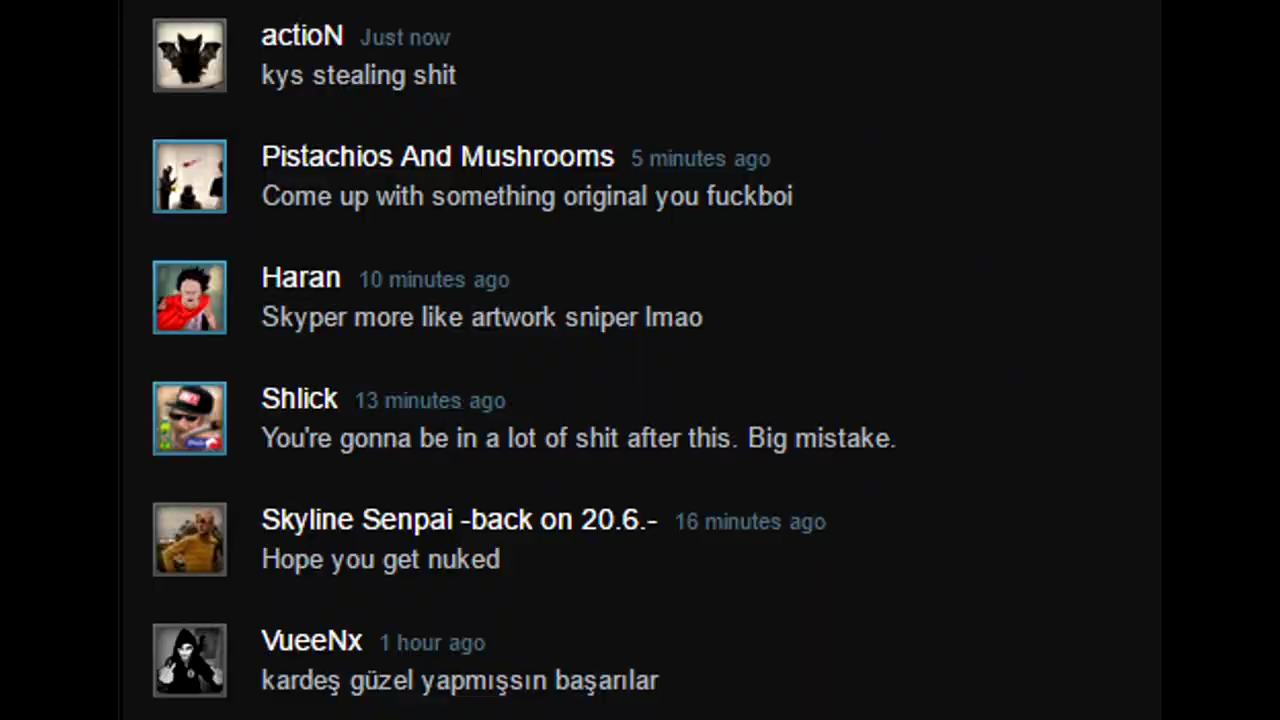 actioN Just now
kys stealing shit
Pistachios And Mushrooms 5 minutes ago
Come up with something original you fuckboi
Haran 10 minutes ago
Skyper more like artwork sniper lmao
Shlick 13 minutes ago
You're gonna be in a lot of shit after this. Big mistake.
Skyline Senpai -back on 20.6.- 16 minutes ago
Hope you get nuked
VueeNx 1 hour ago
kardeş güzel yapmışsın başarılar